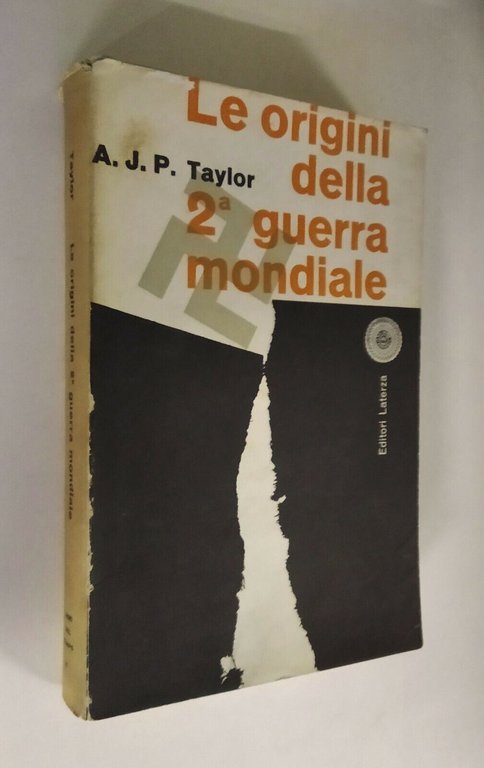 Le origini
della
2ª guerra
mondiale
A. J. P. Taylor
Editori Laterza
Taylor Le origini della 2ª guerra mondiale